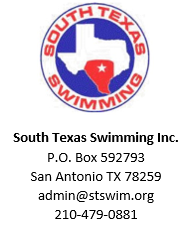 SOUTH TEXAS
SWIMMING
South Texas Swimming Inc.
P.O. Box 592793
San Antonio TX 78259
admin@stswim.org
210-479-0881